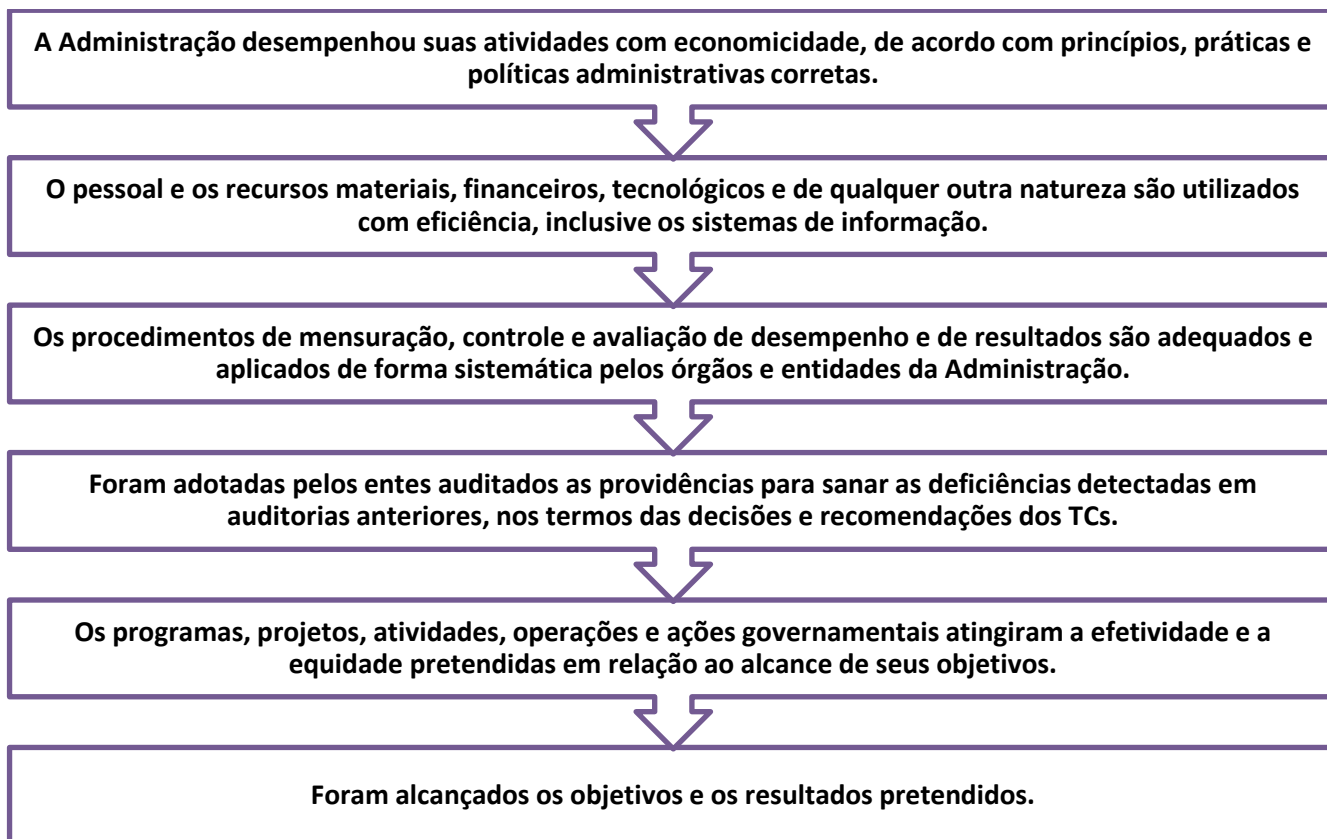 A Administração desempenhou suas atividades com economicidade, de acordo com princípios, práticas e
políticas administrativas corretas.
O pessoal e os recursos materiais, financeiros, tecnológicos e de qualquer outra natureza são utilizados
com eficiência, inclusive os sistemas de informação.
Os procedimentos de mensuração, controle e avaliação de desempenho e de resultados são adequados e
aplicados de forma sistemática pelos órgãos e entidades da Administração.
Foram adotadas pelos entes auditados as providências para sanar as deficiências detectadas em
auditorias anteriores, nos termos das decisões e recomendações dos TCs.
Os programas, projetos, atividades, operações e ações governamentais atingiram a efetividade e a
equidade pretendidas em relação ao alcance de seus objetivos.
Foram alcançados os objetivos e os resultados pretendidos.